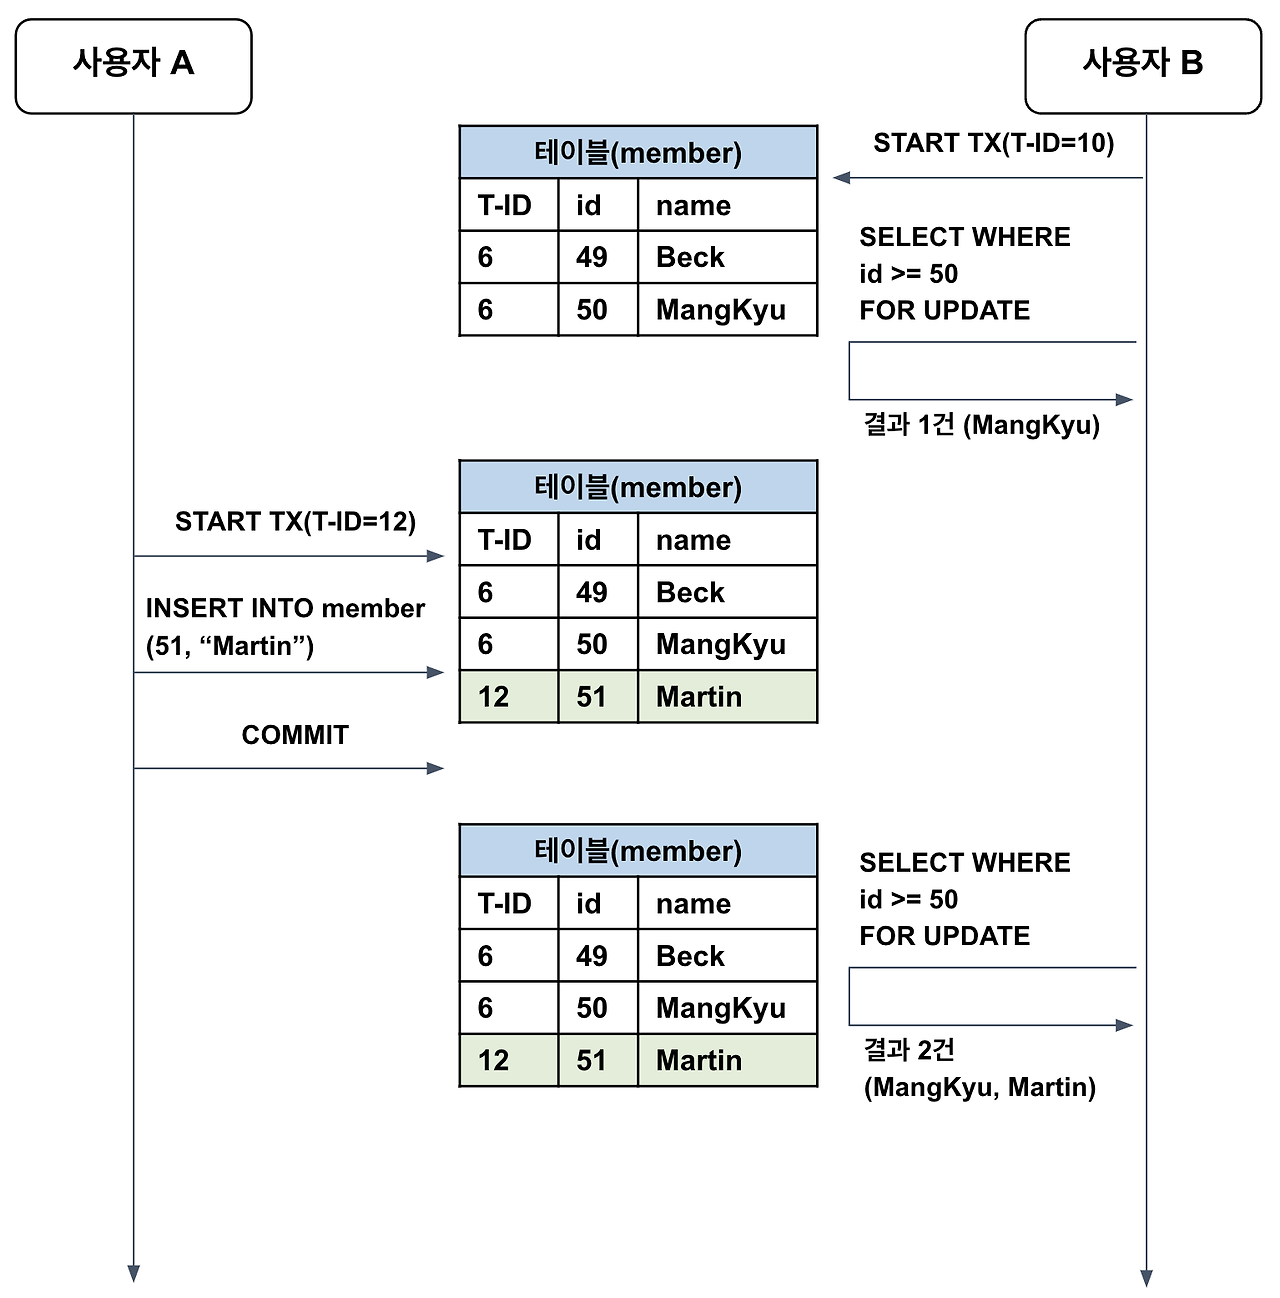 사용자 A
사용자 B
테이블(member)
T-ID id name
6 49 Beck
6 50 MangKyu
START TX(T-ID=10)
SELECT WHERE
id >= 50
FOR UPDATE
결과 1건 (MangKyu)
START TX(T-ID=12)
INSERT INTO member
(51, “Martin”)
COMMIT
테이블(member)
T-ID id name
6 49 Beck
6 50 MangKyu
12 51 Martin
테이블(member)
T-ID id name
6 49 Beck
6 50 MangKyu
12 51 Martin
SELECT WHERE
id >= 50
FOR UPDATE
결과 2건
(MangKyu, Martin)